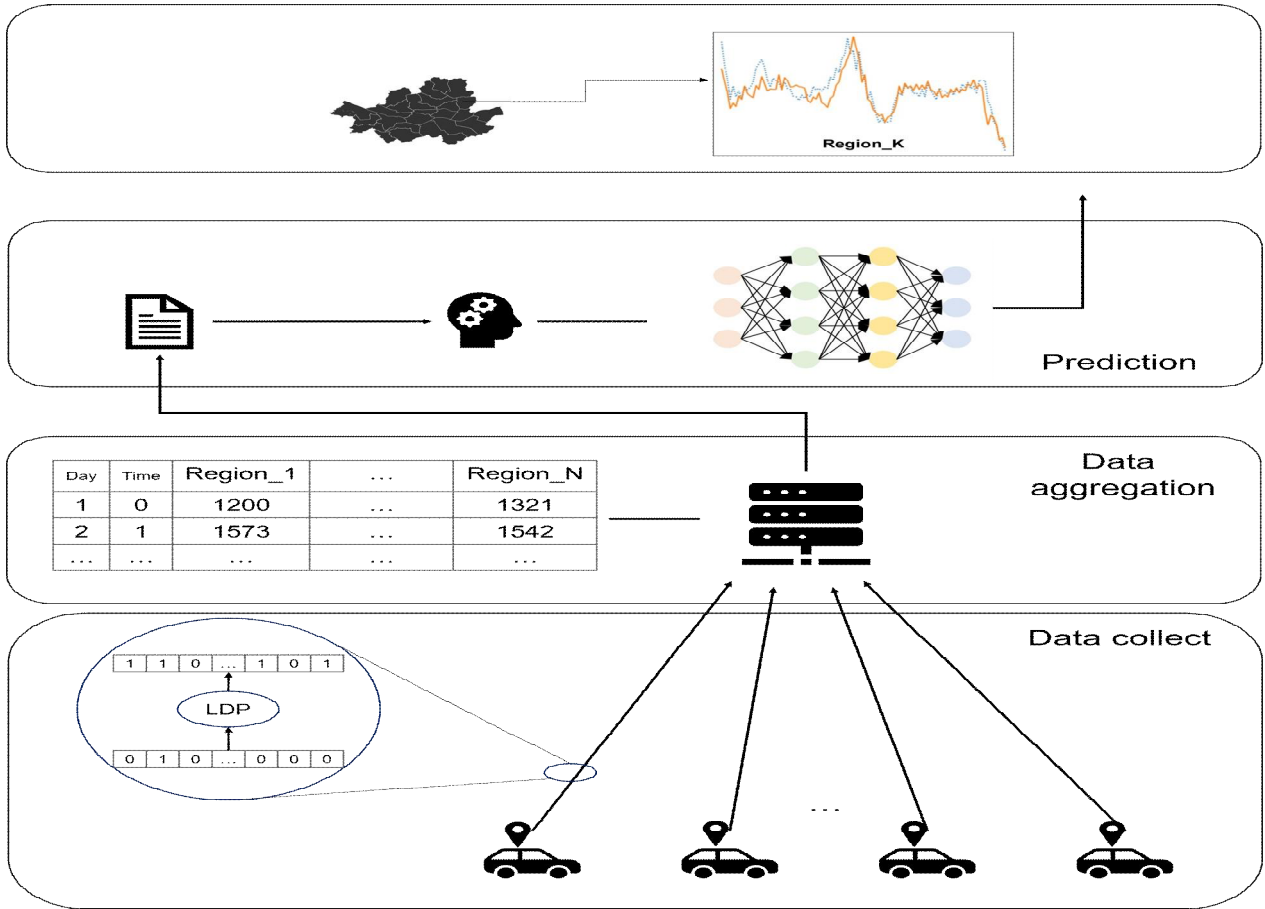 Region_K
Prediction
Data
aggregation
Day Time Region_1 ... Region_N
1 0 1200 ... 1321
2 1 1573 ... 1542
... ... ... ... ...
Data collect
1 1 0 ... 1 0 1
LDP
0 1 0 ... 0 0 0
...